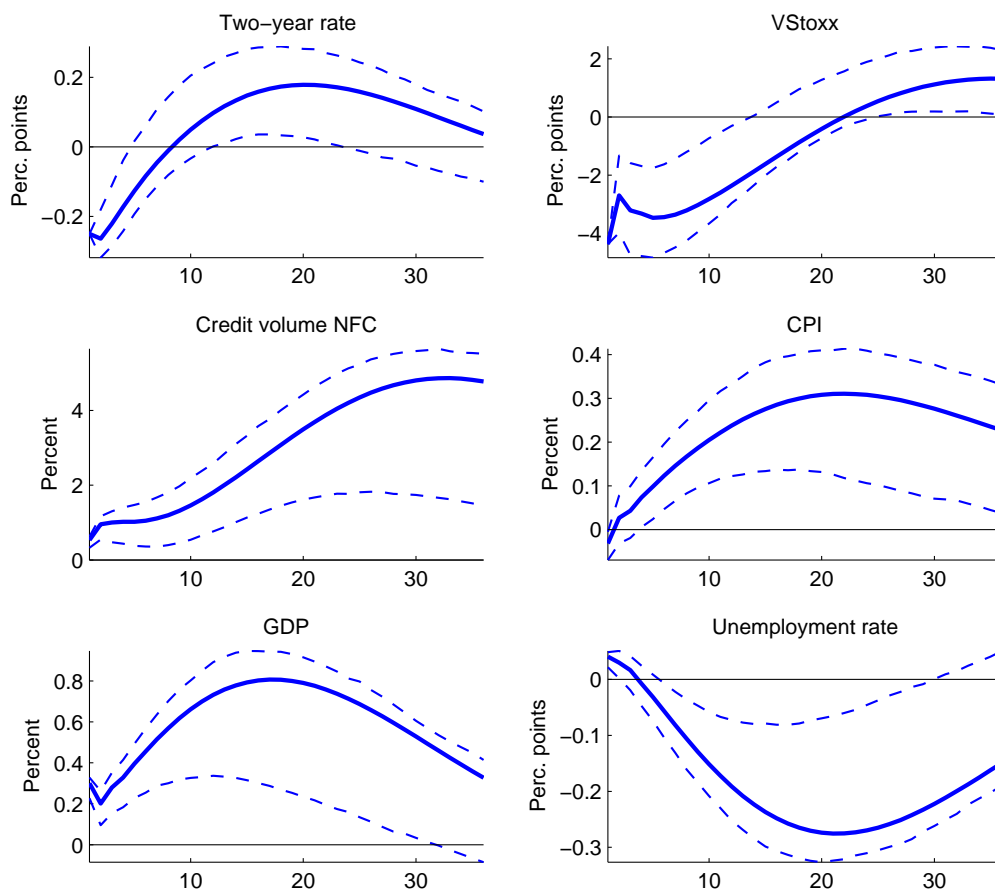 Two−year rate
Perc. points
0.2
0
−0.2
10 20 30
VStoxx
Perc. points
2
0
−2
−4
10 20 30
Credit volume NFC
Percent
4
2
0
10 20 30
CPI
Percent
0.4
0.3
0.2
0.1
0
10 20 30
GDP
Percent
0.8
0.6
0.4
0.2
0
10 20 30
Unemployment rate
Perc. points
0
−0.1
−0.2
−0.3
10 20 30